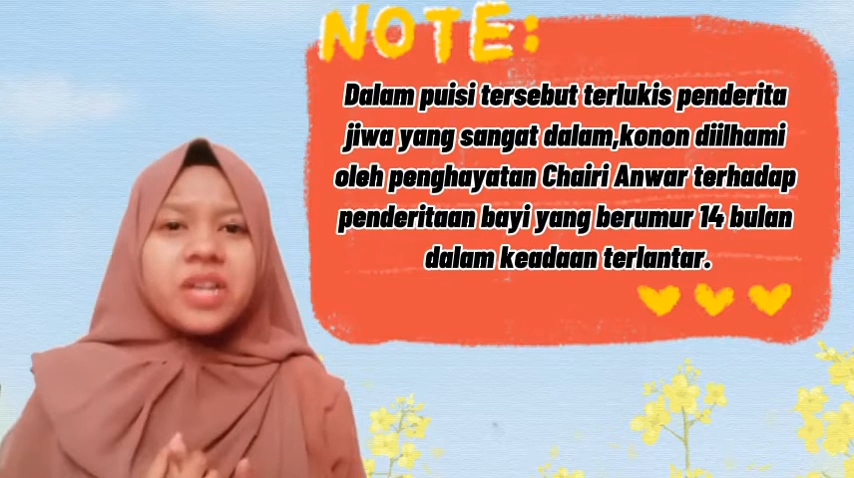 NOTE:
Dalam puisi tersebut terlukis penderita
jiwa yang sangat dalam,konon diilhami
oleh penghayatan Chairi Anwar terhadap
penderitaan bayi yang berumur 14 bulan
dalam keadaan terlantar.